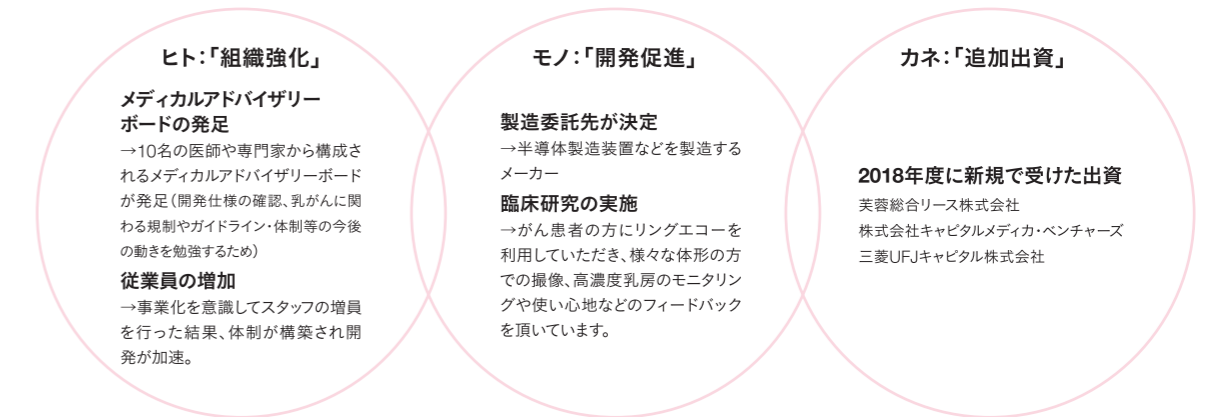 ヒト：「組織強化」
メディカルアドバイザリー
ボードの発足
→10名の医師や専門家から構成さ
れるメディカルアドバイザリーボード
が発足（開発仕様の確認、乳がんに関
わる規制やガイドライン・体制等の今後
の動きを勉強するため）
従業員の増加
→事業化を意識してスタッフの増員
を行った結果、体制が構築され開
発が加速。
モノ：「開発促進」
製造委託先が決定
→半導体製造装置などを製造する
メーカー
臨床研究の実施
→がん患者の方にリングエコーを
利用していただき、様々な体形の方
での撮像、高濃度乳房のモニタリン
グや使い心地などのフィードバック
を頂いています。
カネ：「追加出資」
2018年度に新規で受けた出資
芙蓉総合リース株式会社
株式会社キャピタルメディカ・ベンチャーズ
三菱UFJキャピタル株式会社